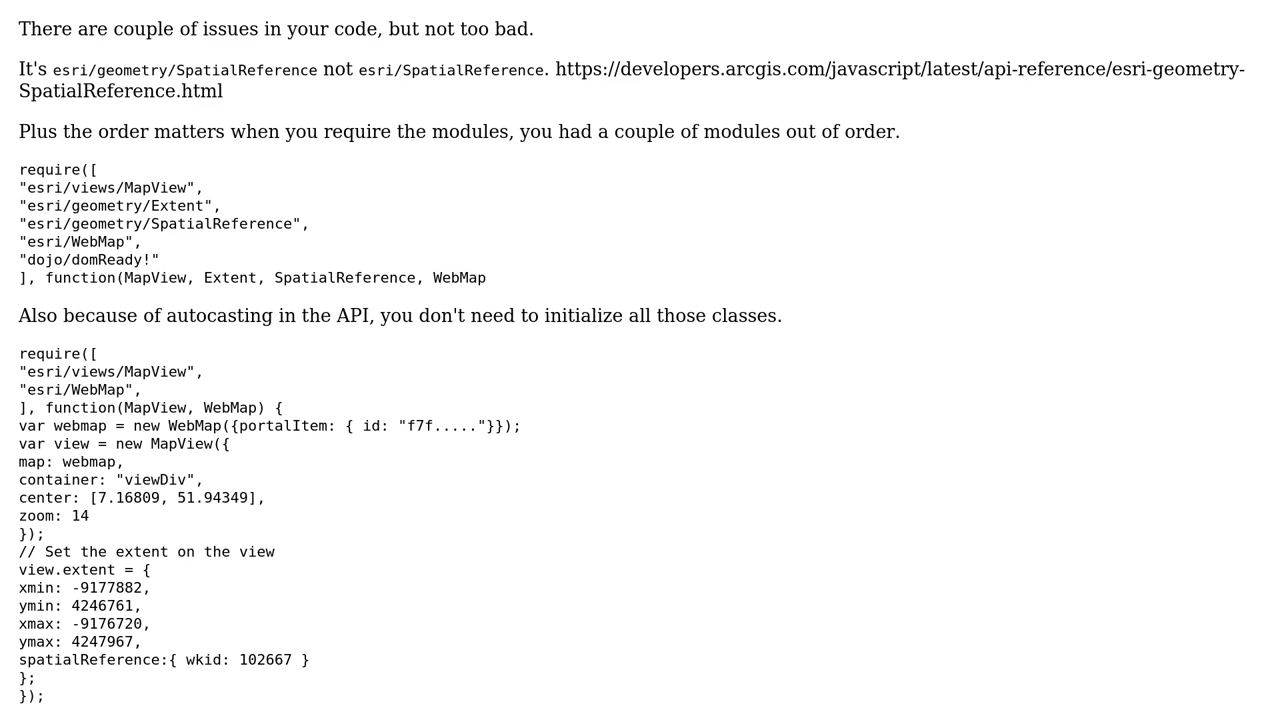 There are couple of issues in your code, but not too bad.
It's esri/geometry/SpatialReference not esri/SpatialReference. https://developers.arcgis.com/javascript/latest/api-reference/esri-geometry-
SpatialReference.html
Plus the order matters when you require the modules, you had a couple of modules out of order.
require([
"esri/views/MapView",
"esri/geometry/Extent",
"esri/geometry/SpatialReference",
"esri/WebMap",
"dojo/domReady!"
], function(MapView, Extent, SpatialReference, WebMap
Also because of autocasting in the API, you don't need to initialize all those classes.
require([
"esri/views/MapView",
"esri/WebMap",
], function(MapView, WebMap) {
var webmap = new WebMap({portalItem: { id: "f7f....."}});
var view = new MapView({
map: webmap,
container: "viewDiv",
center: [7.16809, 51.94349],
zoom: 14
});
// Set the extent on the view
view.extent = {
xmin: -9177882,
ymin: 4246761,
xmax: -9176720,
ymax: 4247967,
spatialReference:{ wkid: 102667 }
};
});